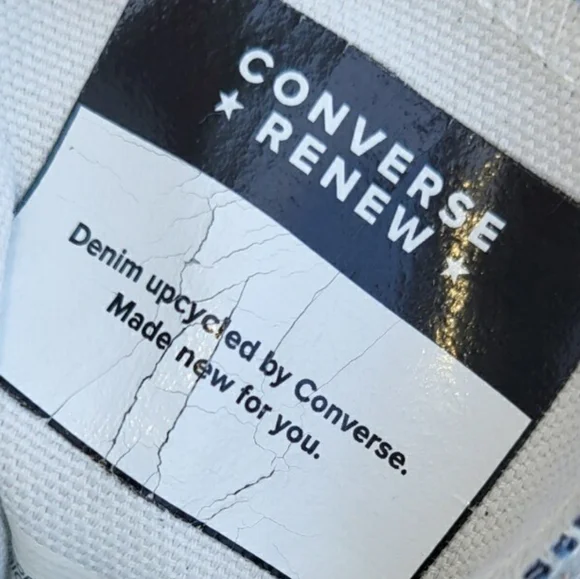 CONVERSE
★ RENEW ★
Denim upcycled by Converse.
Made new for you.